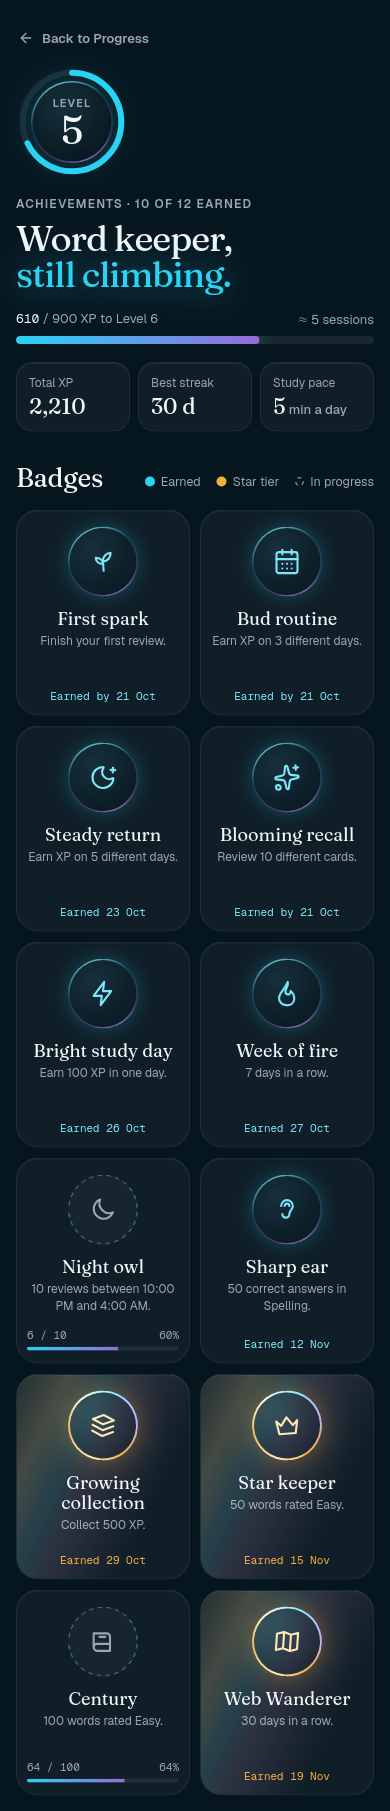 Back to Progress
LEVEL
5
ACHIEVEMENTS · 10 OF 12 EARNED
Word keeper,
still climbing.
610 / 900 XP to Level 6
≈ 5 sessions
Total XP
2,210
Best streak
30 d
Study pace
5 min a day
Badges
Earned
Star tier
In progress
First spark
Finish your first review.
Earned by 21 Oct
Bud routine
Earn XP on 3 different days.
Earned by 21 Oct
Steady return
Earn XP on 5 different days.
Earned 23 Oct
Blooming recall
Review 10 different cards.
Earned by 21 Oct
Bright study day
Earn 100 XP in one day.
Earned 26 Oct
Week of fire
7 days in a row.
Earned 27 Oct
Night owl
10 reviews between 10:00
PM and 4:00 AM.
6 / 10
60%
Sharp ear
50 correct answers in
Spelling.
Earned 12 Nov
Growing
collection
Collect 500 XP.
Earned 29 Oct
Star keeper
50 words rated Easy.
Earned 15 Nov
Century
100 words rated Easy.
64 / 100
64%
Web Wanderer
30 days in a row.
Earned 19 Nov